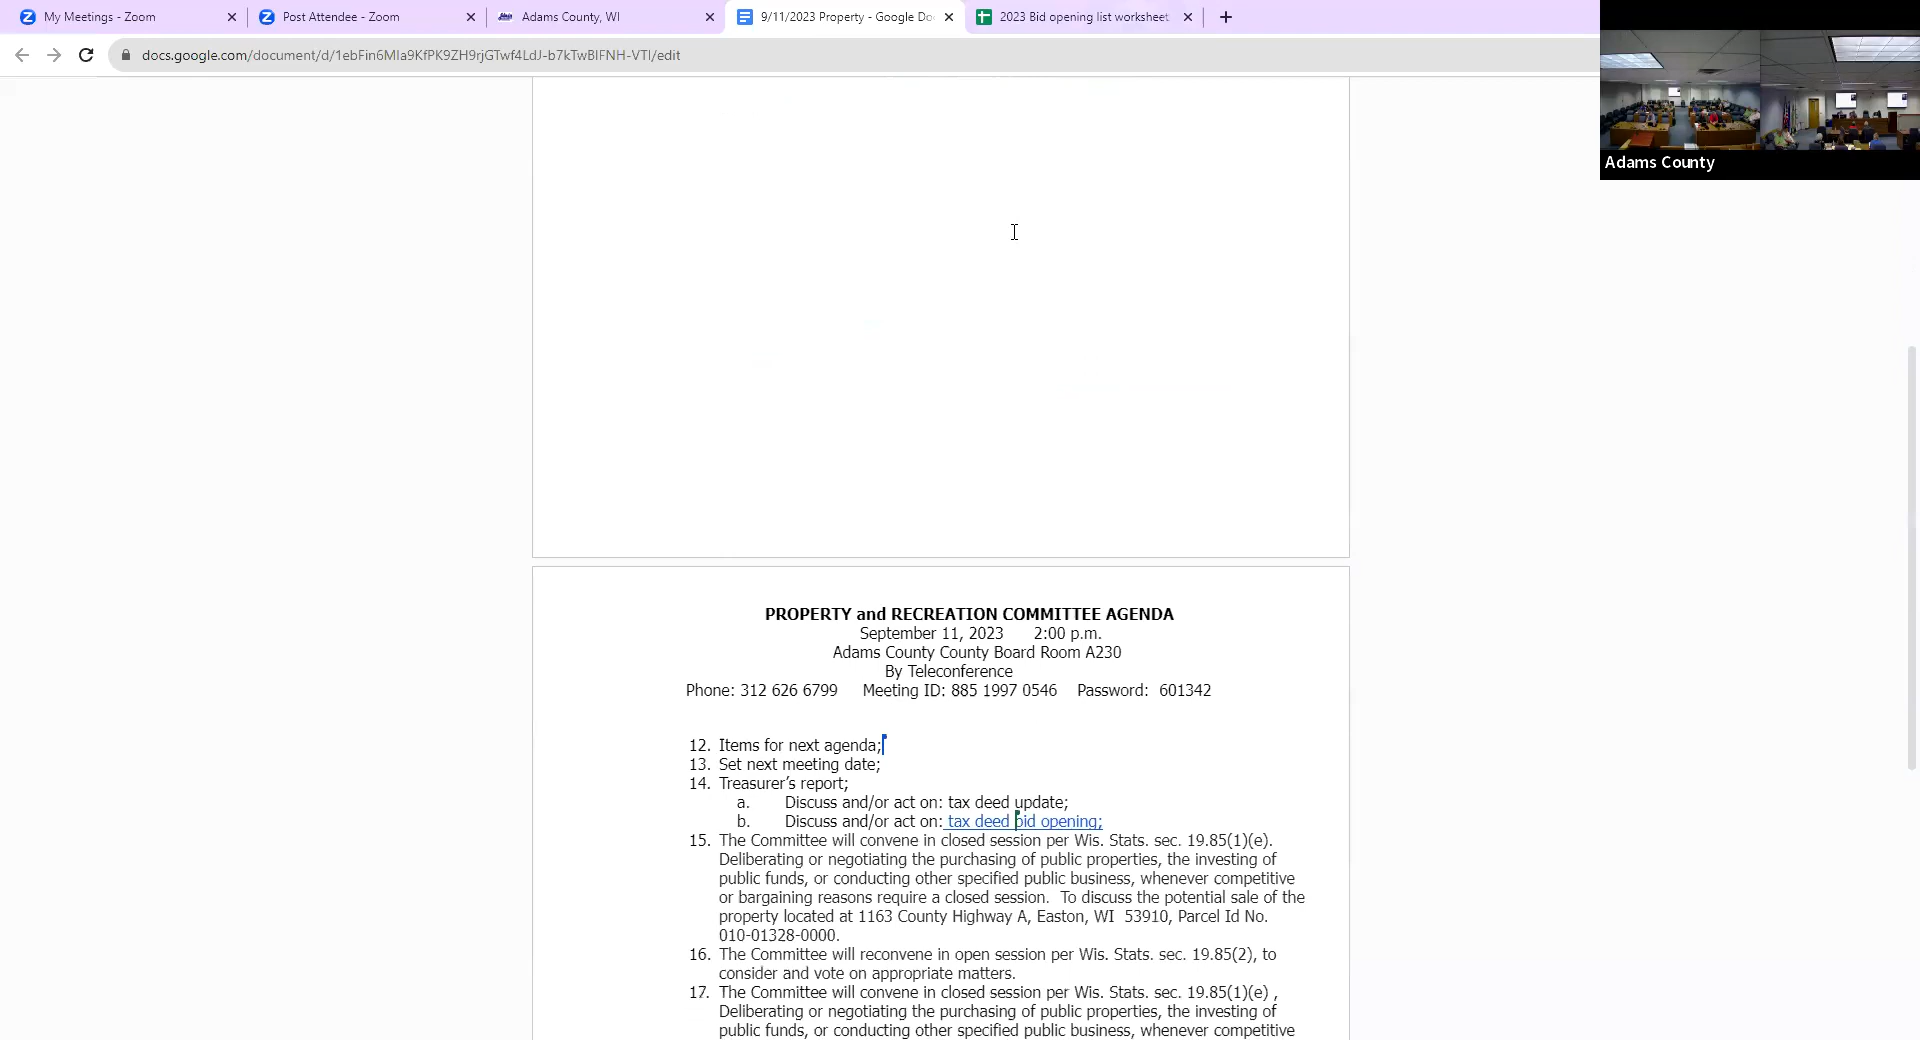 My Meetings - Zoom
Post Attendee - Zoom
Adams County, WI
9/11/2023 Property - Google Do
2023 Bid opening list worksheet
docs.google.com/document/d/1ebFin6Mla9KfPK9ZH9rjGTwf4LdJ-b7kTwBIFNH-VTI/edit
Adams County
PROPERTY and RECREATION COMMITTEE AGENDA
September 11, 2023 2:00 p.m.
Adams County County Board Room A230
By Teleconference
Phone: 312 626 6799 Meeting ID: 885 1997 0546 Password: 601342
12. Items for next agenda;
13. Set next meeting date;
14. Treasurer’s report;
a. Discuss and/or act on: tax deed update;
b. Discuss and/or act on: tax deed bid opening;
15. The Committee will convene in closed session per Wis. Stats. sec. 19.85(1)(e).
Deliberating or negotiating the purchasing of public properties, the investing of
public funds, or conducting other specified public business, whenever competitive
or bargaining reasons require a closed session. To discuss the potential sale of the
property located at 1163 County Highway A, Easton, WI 53910, Parcel Id No.
010-01328-0000.
16. The Committee will reconvene in open session per Wis. Stats. sec. 19.85(2), to
consider and vote on appropriate matters.
17. The Committee will convene in closed session per Wis. Stats. sec. 19.85(1)(e) ,
Deliberating or negotiating the purchasing of public properties, the investing of
public funds, or conducting other specified public business, whenever competitive